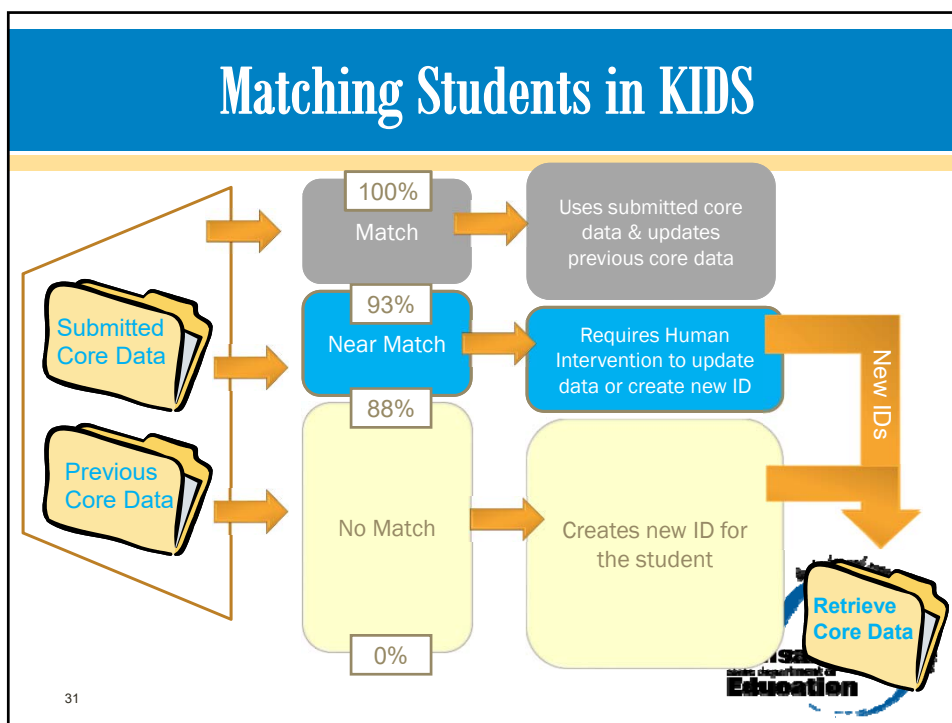 Matching Students in KIDS
100%
Match
Uses submitted core
data & updates
previous core data
93%
Near Match
Requires Human
Intervention to update
data or create new ID
Submitted
Core Data
88%
Previous
Core Data
No Match
Creates new ID for
the student
New IDs
0%
Retrieve
Core Data
Education
31